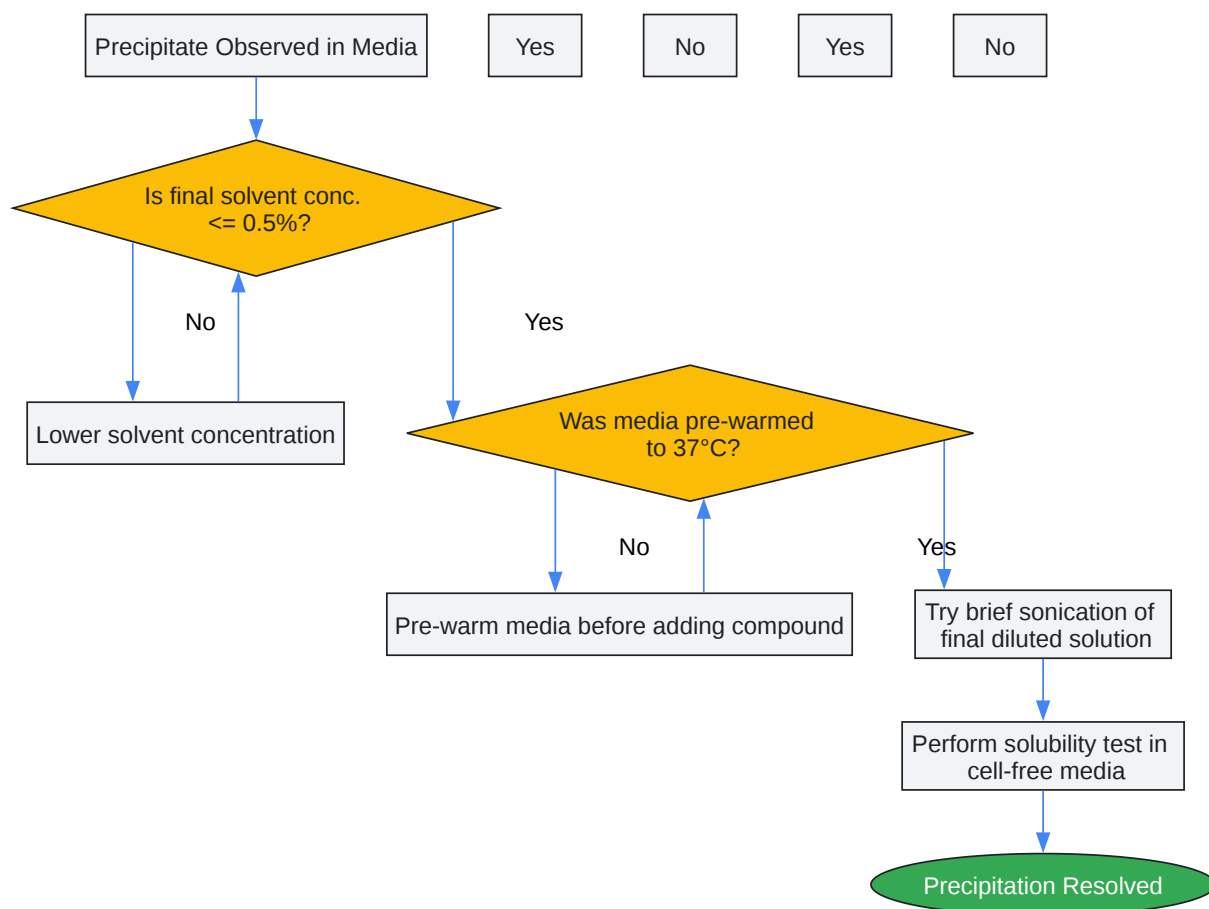 Precipitate Observed in Media
Yes
No
Yes
No
Is final solvent conc.
<= 0.5%?
No
Yes
Lower solvent concentration
Was media pre-warmed
to 37°C?
No
Yes
Pre-warm media before adding compound
Try brief sonication of
final diluted solution
Perform solubility test in
cell-free media
Precipitation Resolved